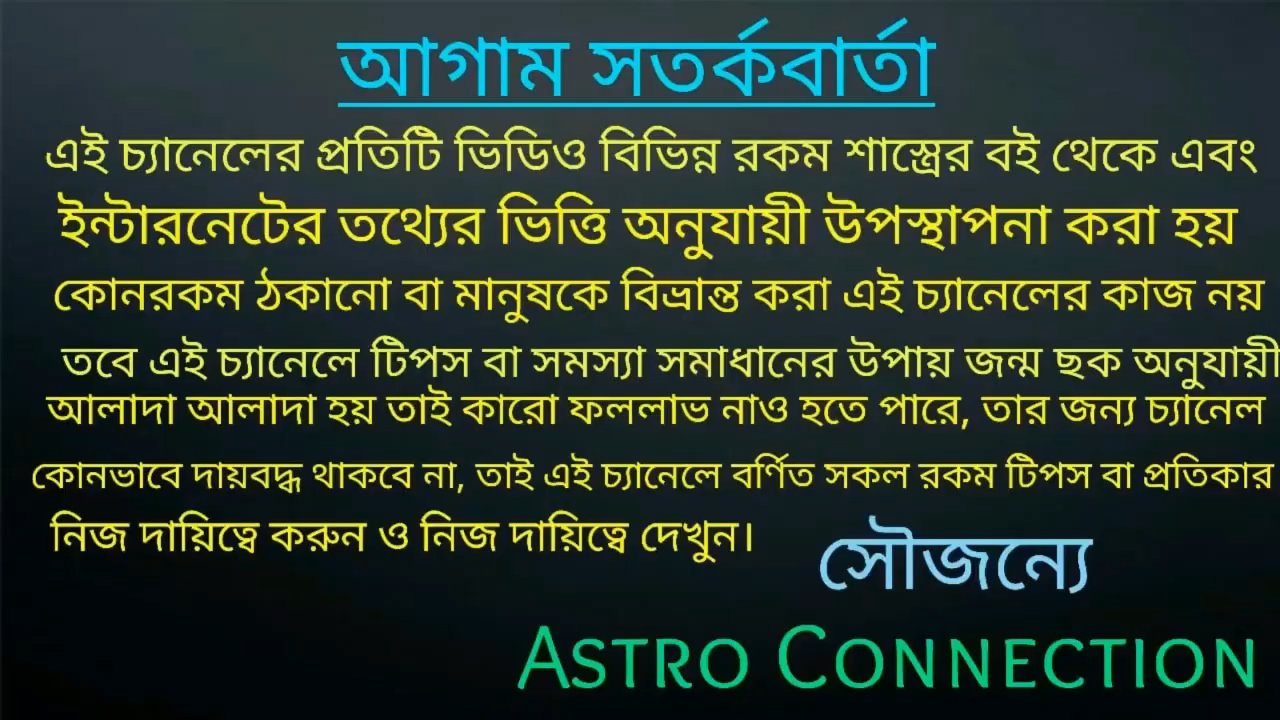 আগাম সতর্কবার্তা
এই চ্যানেলের প্রতিটি ভিডিও বিভিন্ন রকম শাস্ত্রের বই থেকে এবং
ইন্টারনেটের তথ্যের ভিত্তি অনুযায়ী উপস্থাপনা করা হয়
কোনরকম ঠকানো বা মানুষকে বিভ্রান্ত করা এই চ্যানেলের কাজ নয়
তবে এই চ্যানেলে টিপস বা সমস্যা সমাধানের উপায় জন্ম ছক অনুযায়ী
আলাদা আলাদা হয় তাই কারো ফললাভ নাও হতে পারে, তার জন্য চ্যানেল
কোনভাবে দায়বদ্ধ থাকবে না, তাই এই চ্যানেলে বর্ণিত সকল রকম টিপস বা প্রতিকার
নিজ দায়িত্বে করুন ও নিজ দায়িত্বে দেখুন।
সৌজন্যে
ASTRO CONNECTION